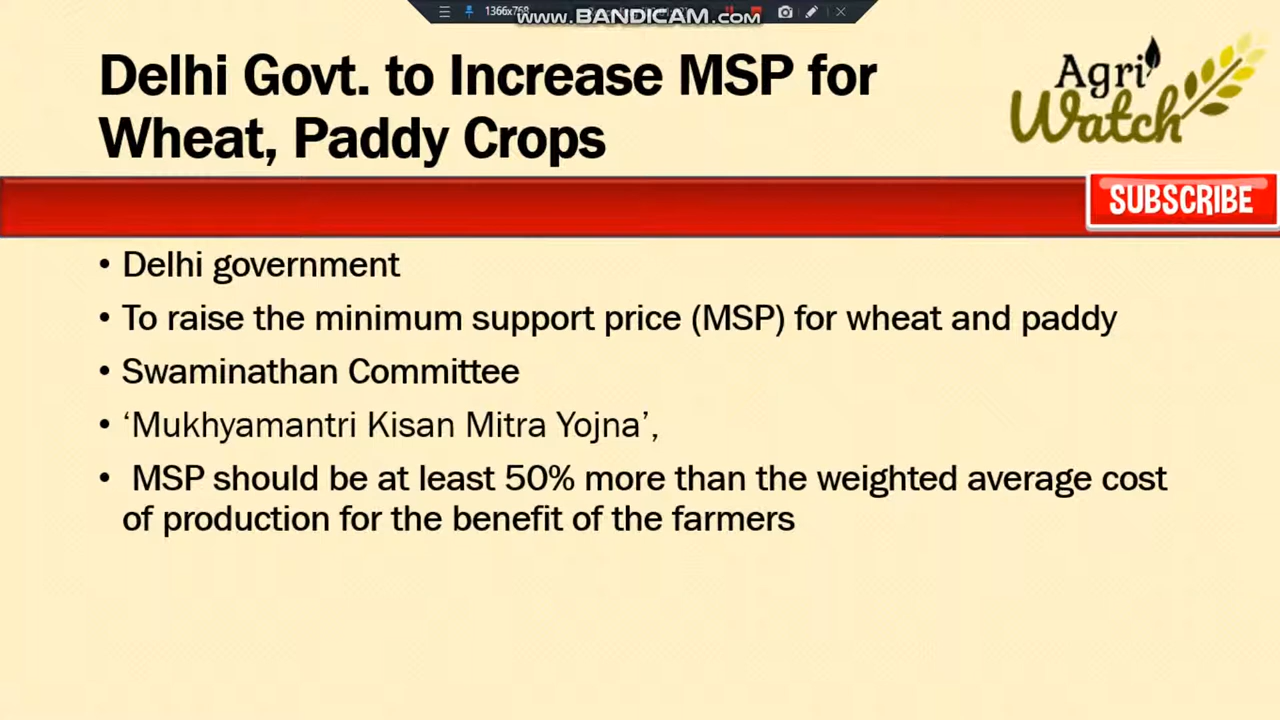 1366x768
www.BANDICAM.com
Delhi Govt. to Increase MSP for
Wheat, Paddy Crops
Agri
Watch
SUBSCRIBE
• Delhi government
• To raise the minimum support price (MSP) for wheat and paddy
• Swaminathan Committee
• ‘Mukhyamantri Kisan Mitra Yojna’,
• MSP should be at least 50% more than the weighted average cost
of production for the benefit of the farmers